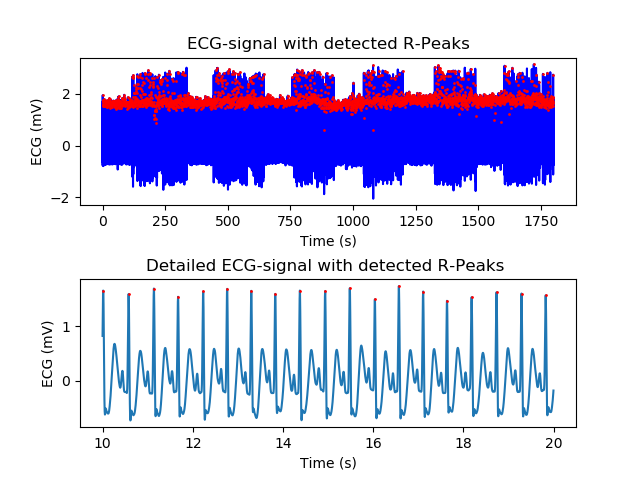 ECG-signal with detected R-Peaks
2
0
−2
ECG (mV)
0 250 500 750 1000 1250 1500 1750
Time (s)
Detailed ECG-signal with detected R-Peaks
1
0
ECG (mV)
10 12 14 16 18 20
Time (s)